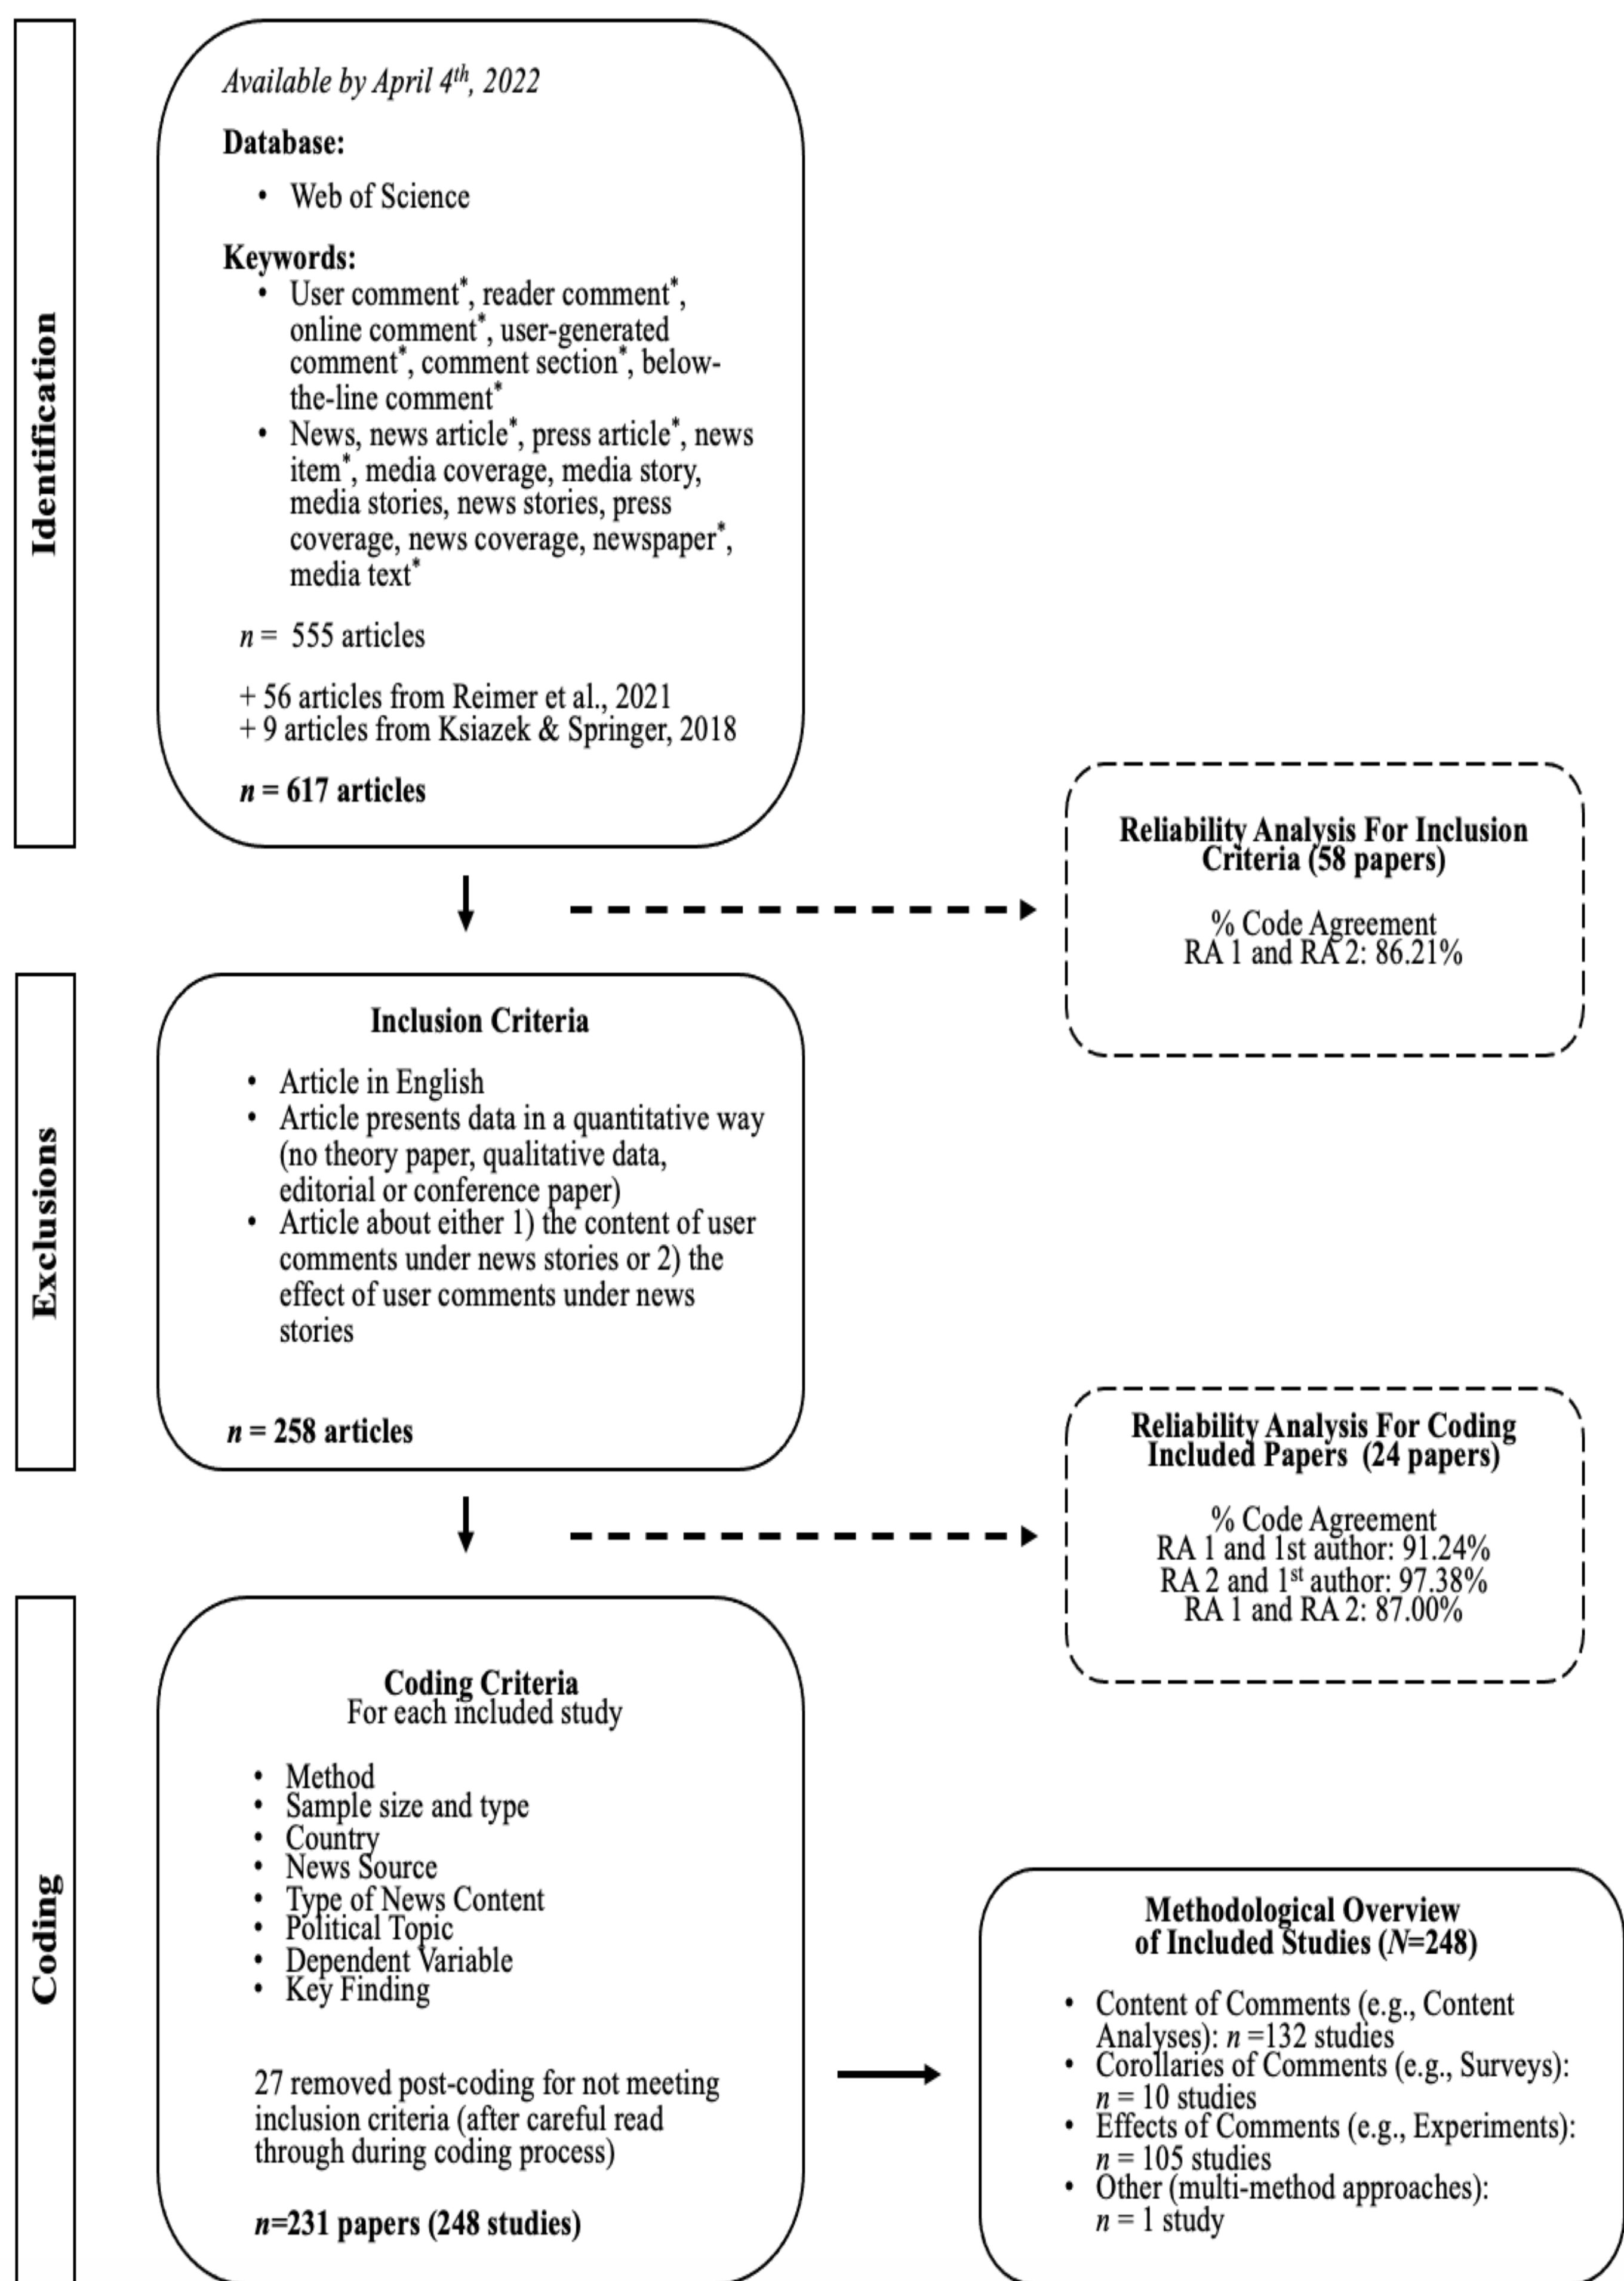 Identification
Available by April 4th, 2022
Database:
• Web of Science
Keywords:
• User comment*, reader comment*,
online comment*, user-generated
comment*, comment section*, below-
the-line comment*
• News, news article*, press article*, news
item*, media coverage, media story,
media stories, news stories, press
coverage, news coverage, newspaper*,
media text*
n = 555 articles
+ 56 articles from Reimer et al., 2021
+ 9 articles from Ksiazek & Springer, 2018
n = 617 articles
Reliability Analysis For Inclusion
Criteria (58 papers)
% Code Agreement
RA 1 and RA 2: 86.21%
Exclusions
Inclusion Criteria
• Article in English
• Article presents data in a quantitative way
(no theory paper, qualitative data,
editorial or conference paper)
• Article about either 1) the content of user
comments under news stories or 2) the
effect of user comments under news
stories
n = 258 articles
Reliability Analysis For Coding
Included Papers (24 papers)
% Code Agreement
RA 1 and 1st author: 91.24%
RA 2 and 1st author: 97.38%
RA 1 and RA 2: 87.00%
Coding
Coding Criteria
For each included study
• Method
• Sample size and type
• Country
• News Source
• Type of News Content
• Political Topic
• Dependent Variable
• Key Finding
27 removed post-coding for not meeting
inclusion criteria (after careful read
through during coding process)
n=231 papers (248 studies)
Methodological Overview
of Included Studies (N=248)
• Content of Comments (e.g., Content
Analyses): n =132 studies
• Corollaries of Comments (e.g., Surveys):
n = 10 studies
• Effects of Comments (e.g., Experiments):
n = 105 studies
• Other (multi-method approaches):
n = 1 study